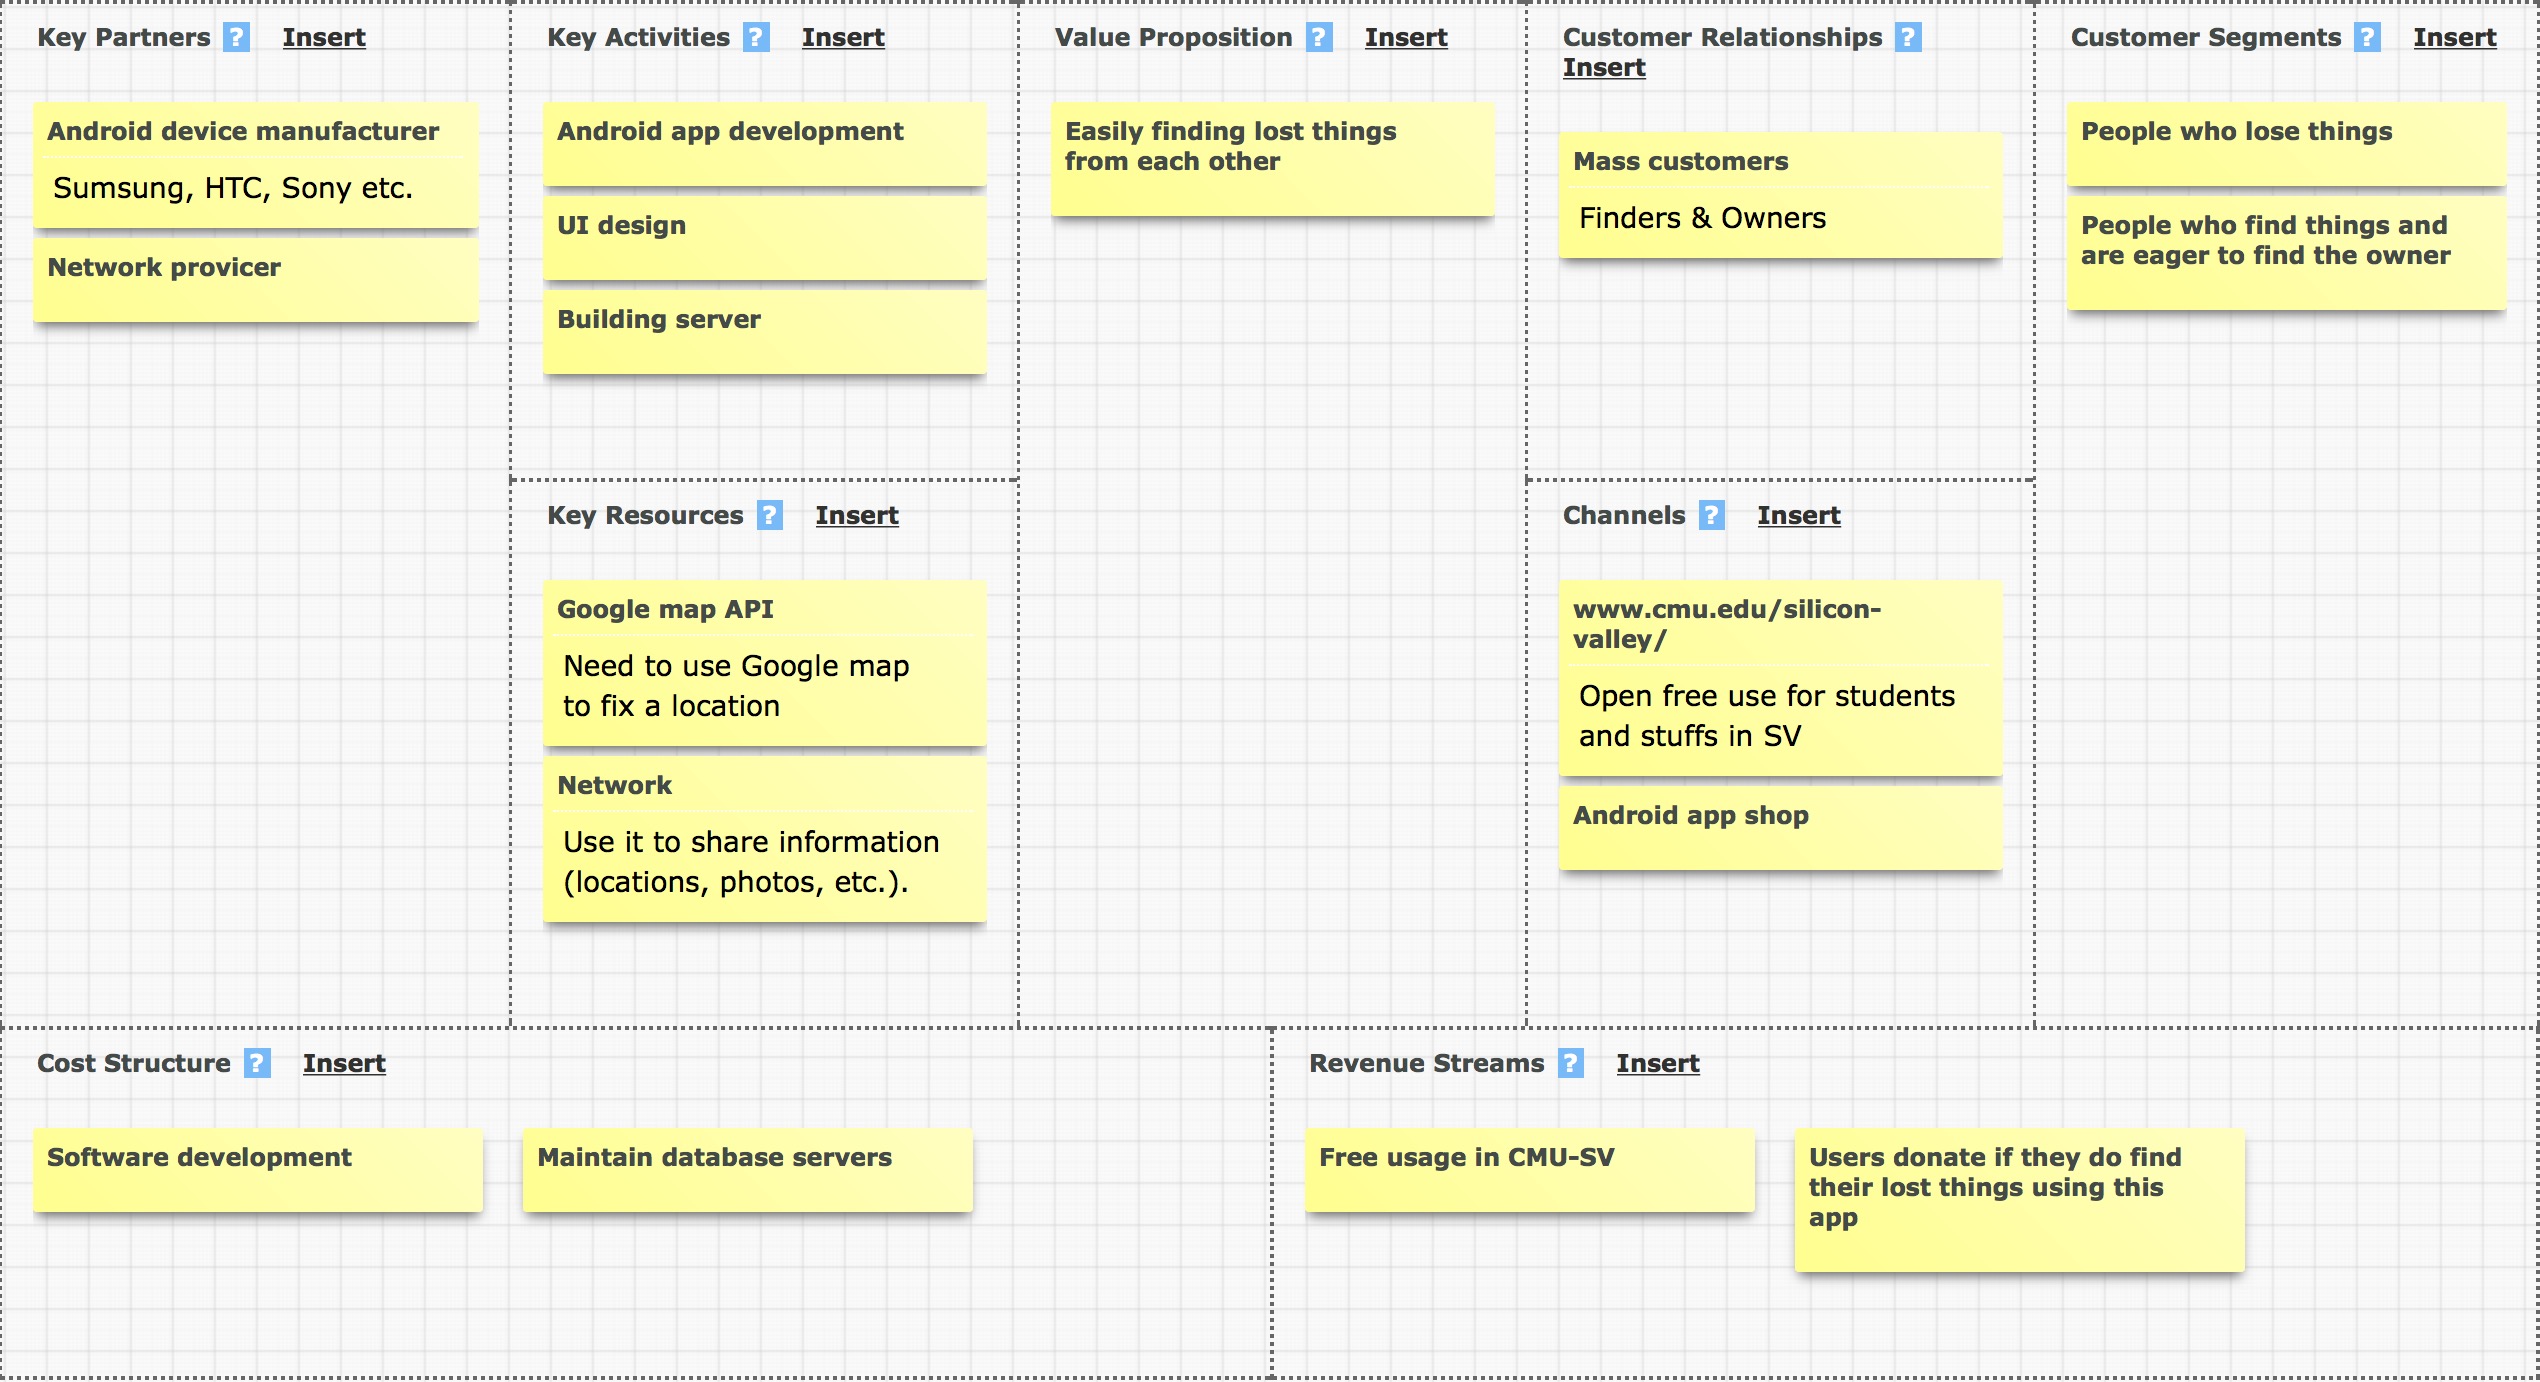 Key Partners ? Insert
Android device manufacturer
Sumsung, HTC, Sony etc.
Network provicer
Key Activities ? Insert
Android app development
UI design
Building server
Key Resources ? Insert
Google map API
Need to use Google map
to fix a location
Network
Use it to share information
(locations, photos, etc.).
Value Proposition ? Insert
Easily finding lost things
from each other
Customer Relationships ?
Insert
Mass customers
Finders & Owners
Channels ? Insert
www.cmu.edu/silicon-
valley/
Open free use for students
and stuffs in SV
Android app shop
Customer Segments ? Insert
People who lose things
People who find things and
are eager to find the owner
Cost Structure ? Insert
Software development
Maintain database servers
Revenue Streams ? Insert
Free usage in CMU-SV
Users donate if they do find
their lost things using this
app